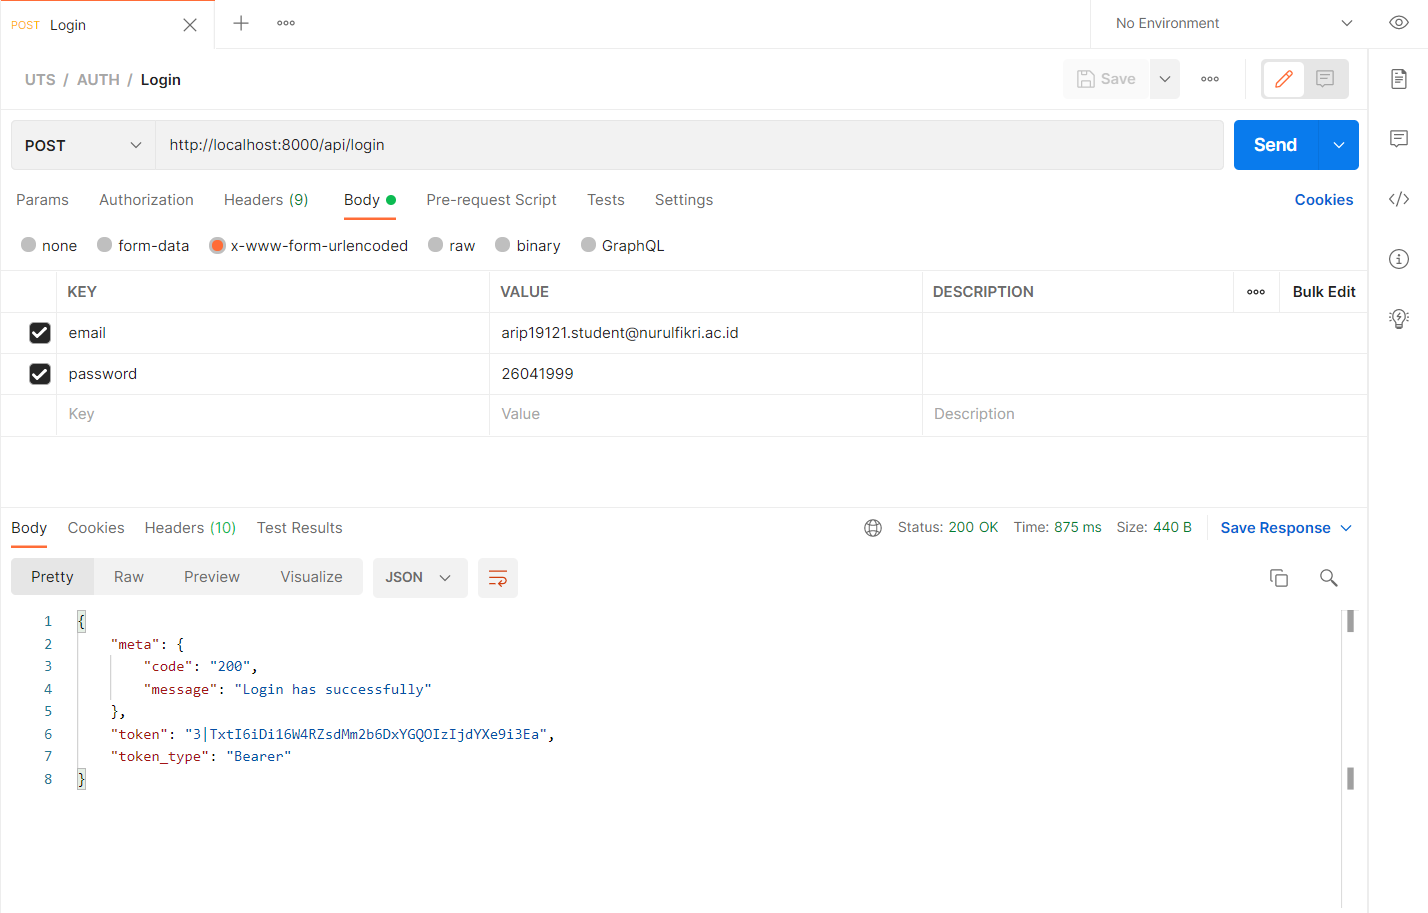 POST Login
No Environment
UTS / AUTH / Login
Save
POST http://localhost:8000/api/login Send
Params Authorization Headers (9) Body Pre-request Script Tests Settings Cookies
none form-data x-www-form-urlencoded raw binary GraphQL
KEY VALUE DESCRIPTION Bulk Edit
email arip19121.student@nurulfikri.ac.id
password 26041999
Key Value Description
Body Cookies Headers (10) Test Results Status: 200 OK Time: 875 ms Size: 440 B Save Response
Pretty Raw Preview Visualize JSON
1 {
2 "meta": {
3 "code": "200",
4 "message": "Login has successfully"
5 },
6 "token": "3|TxtI6iDi16W4RZsdMm2b6DxYGQOIzIjdYXe9i3Ea",
7 "token_type": "Bearer"
8 }